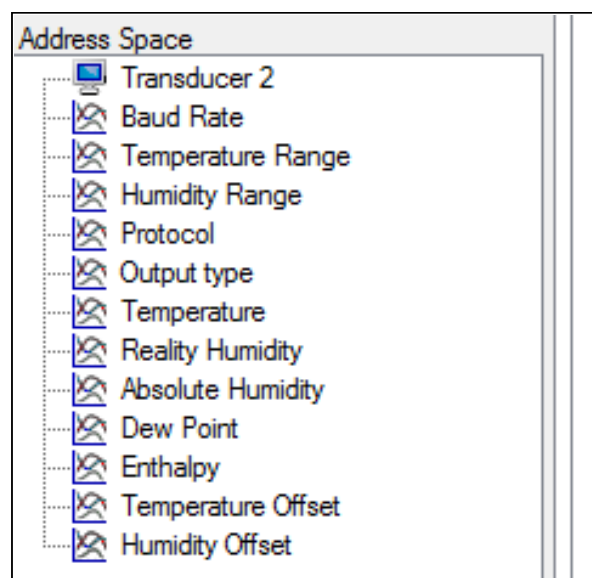 Address Space
Transducer 2
Baud Rate
Temperature Range
Humidity Range
Protocol
Output type
Temperature
Reality Humidity
Absolute Humidity
Dew Point
Enthalpy
Temperature Offset
Humidity Offset